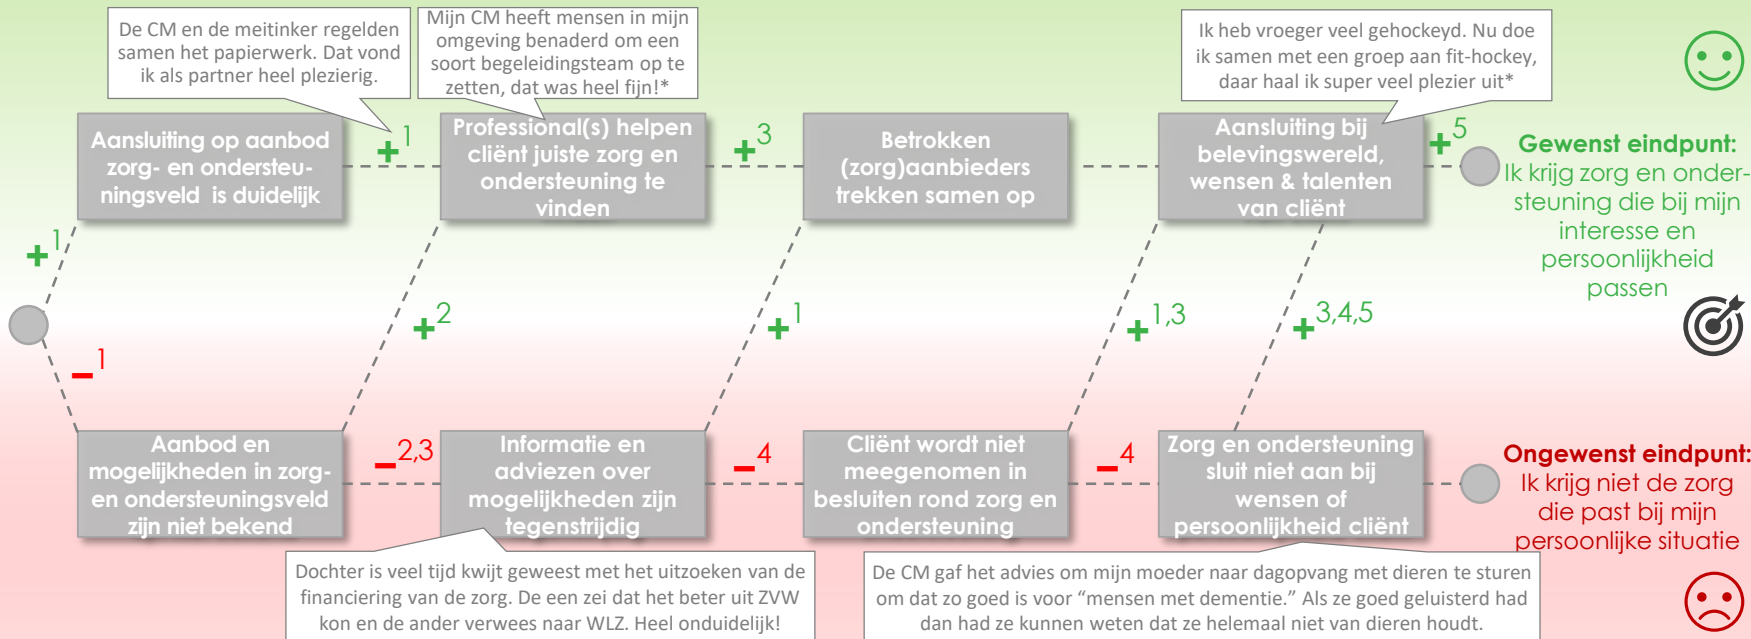 De CM en de meitinker regelden
samen het papierwerk. Dat vond
ik als partner heel plezierig.
Mijn CM heeft mensen in mijn
omgeving benaderd om een
soort begeleidingsteam op te
zetten, dat was heel fijn!*
Ik heb vroeger veel gehockeyd. Nu doe
ik samen met een groep aan fit-hockey,
daar haal ik super veel plezier uit*
Aansluiting op aanbod
zorg- en ondersteu-
ningsveld is duidelijk
+1
Professional(s) helpen
cliënt juiste zorg en
ondersteuning te
vinden
+3
Betrokken
(zorg)aanbieders
trekken samen op
Aansluiting bij
belevingswereld,
wensen & talenten
van cliënt
+5
Gewenst eindpunt:
Ik krijg zorg en onder-
steuning die bij mijn
interesse en
persoonlijkheid
passen
+1
+2
+1
+1,3
+3,4,5
−1
Aanbod en
mogelijkheden in zorg-
en ondersteuningsveld
zijn niet bekend
−2,3
Informatie en
adviezen over
mogelijkheden zijn
tegenstrijdig
−4
Cliënt wordt niet
meegenomen in
besluiten rond zorg en
ondersteuning
−4
Zorg en ondersteuning
sluit niet aan bij
wensen of
persoonlijkheid cliënt
Ongewenst eindpunt:
Ik krijg niet de zorg
die past bij mijn
persoonlijke situatie
Dochter is veel tijd kwijt geweest met het uitzoeken van de
financiering van de zorg. De een zei dat het beter uit ZVW
kon en de ander verwees naar WLZ. Heel onduidelijk!
De CM gaf het advies om mijn moeder naar dagopvang met dieren te sturen
om dat zo goed is voor “mensen met dementie.” Als ze goed geluisterd had
dan had ze kunnen weten dat ze helemaal niet van dieren houdt.